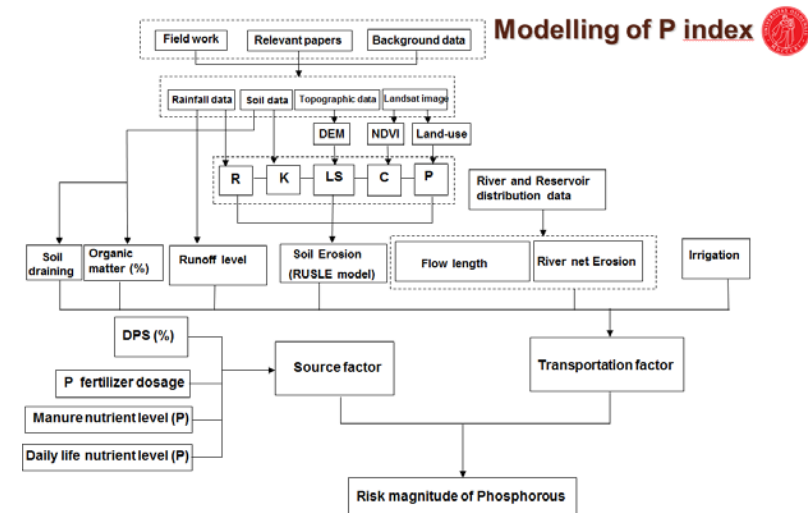 Modelling of P index
Field work
Relevant papers
Background data
Rainfall data
Soil data
Topographic data
Landsat image
DEM
NDVI
Land-use
R
K
LS
C
P
River and Reservoir
distribution data
Soil
draining
Organic
matter (%)
Runoff level
Soil Erosion
(RUSLE model)
Flow length
River net Erosion
Irrigation
DPS (%)
P fertilizer dosage
Manure nutrient level (P)
Daily life nutrient level (P)
Source factor
Transportation factor
Risk magnitude of Phosphorous